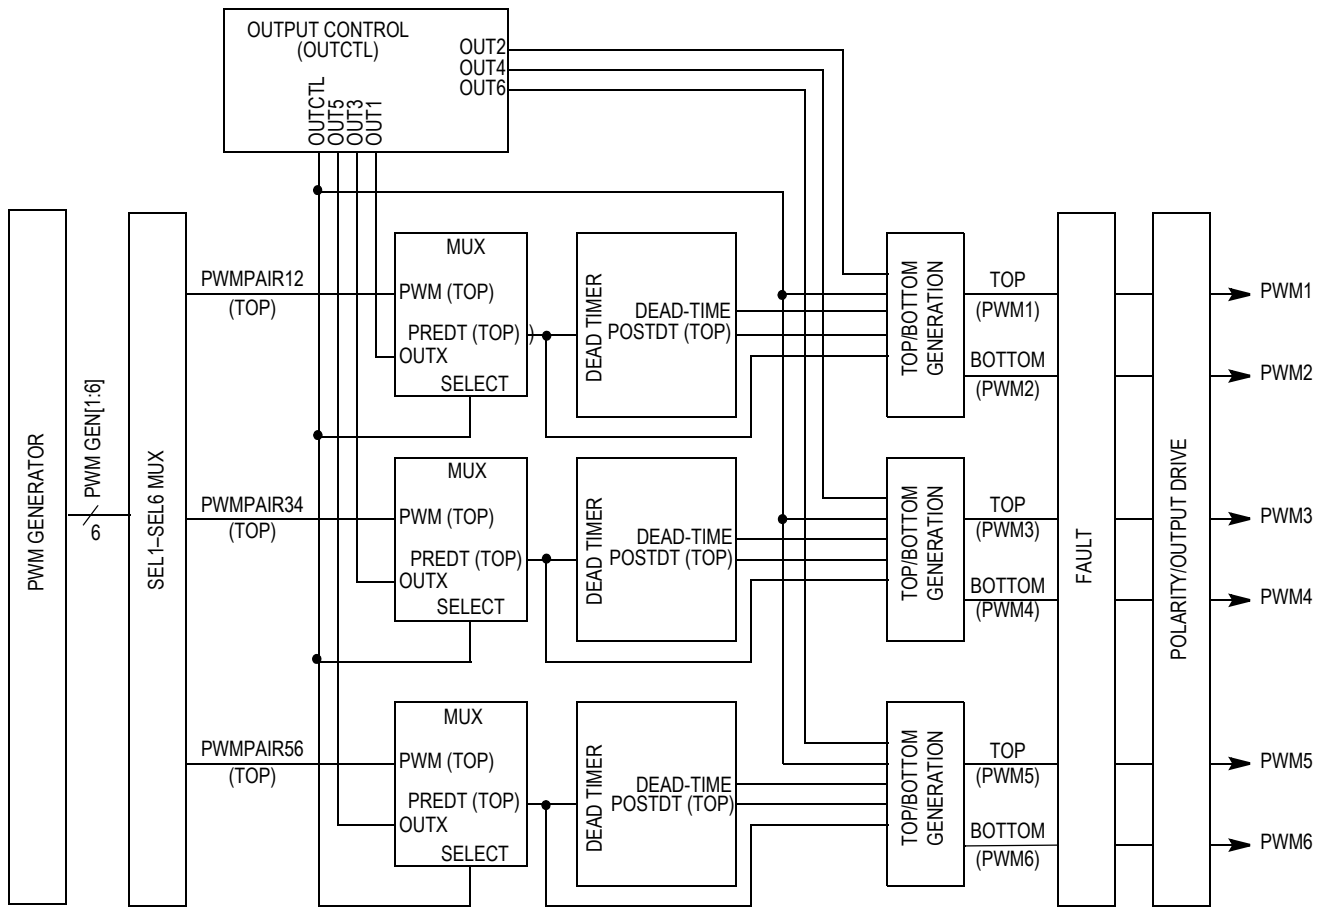 OUTPUT CONTROL
(OUTCTL)
OUT2
OUT4
OUT6
OUTCTL
OUT5
OUT3
OUT1
PWM GENERATOR
PWM GEN[1:6]
6
SEL1–SEL6 MUX
PWMPAIR12
(TOP)
MUX
PWM (TOP)
PREDT (TOP) )
OUTX
SELECT
DEAD TIMER
DEAD-TIME
POSTDT (TOP)
TOP/BOTTOM
GENERATION
TOP
(PWM1)
BOTTOM
(PWM2)
PWM1
PWM2
PWMPAIR34
(TOP)
MUX
PWM (TOP)
PREDT (TOP)
OUTX
SELECT
DEAD TIMER
DEAD-TIME
POSTDT (TOP)
TOP/BOTTOM
GENERATION
TOP
(PWM3)
BOTTOM
(PWM4)
FAULT
POLARITY/OUTPUT DRIVE
PWM3
PWM4
PWMPAIR56
(TOP)
MUX
PWM (TOP)
PREDT (TOP)
OUTX
SELECT
DEAD TIMER
DEAD-TIME
POSTDT (TOP)
TOP/BOTTOM
GENERATION
TOP
(PWM5)
BOTTOM
(PWM6)
PWM5
PWM6